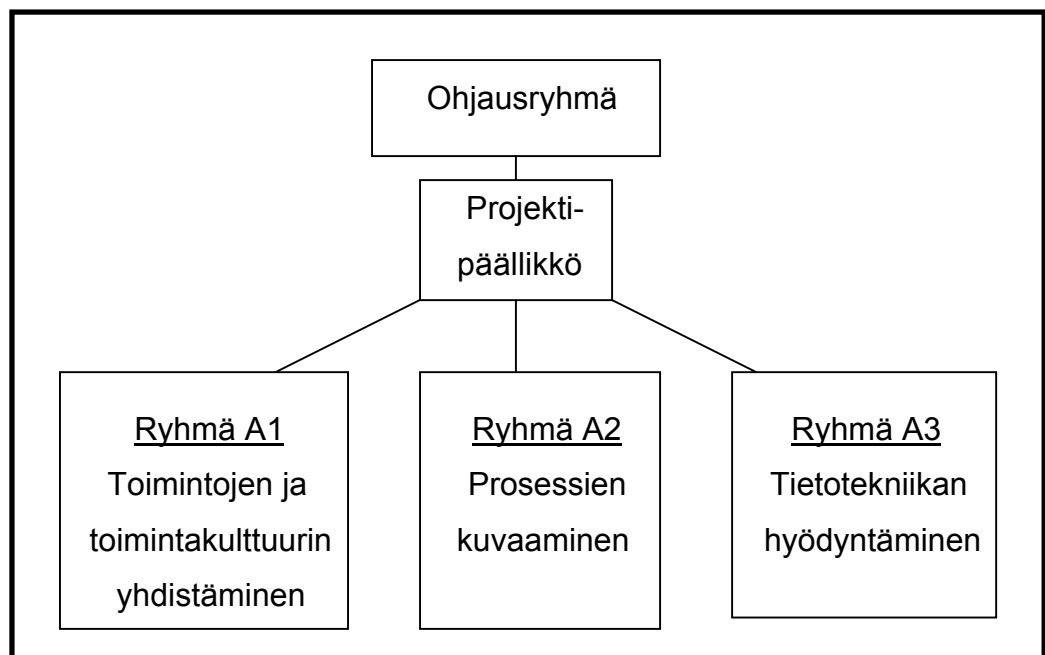 Ohjausryhmä
Projekti-
päällikkö
Ryhmä A1
Toimintojen ja
toimintakulttuurin
yhdistäminen
Ryhmä A2
Prosessien
kuvaaminen
Ryhmä A3
Tietotekniikan
hyödyntäminen